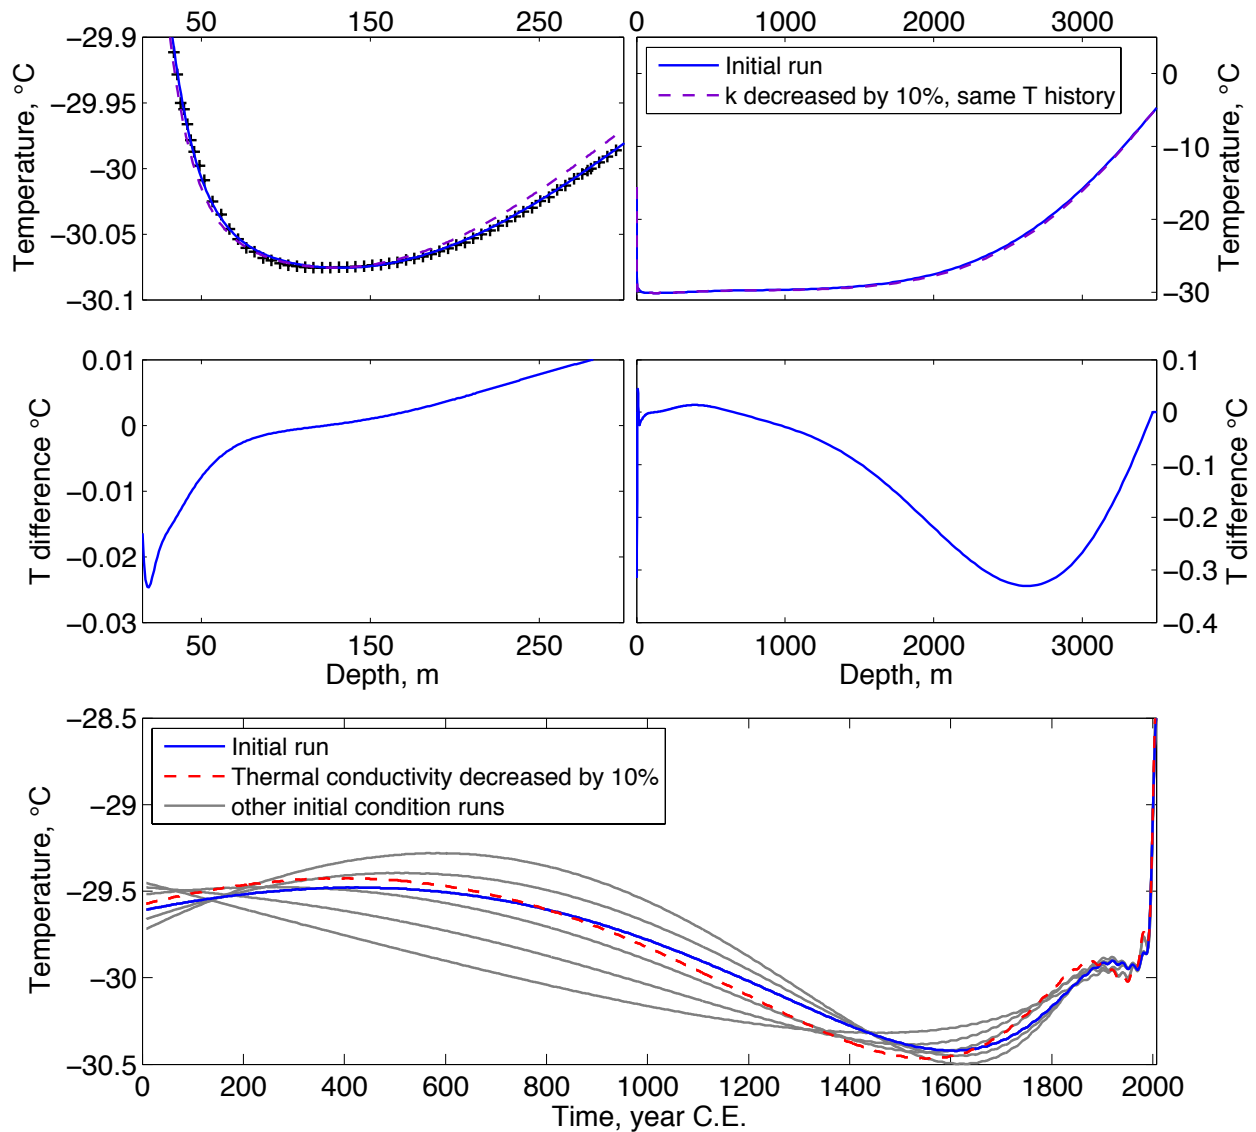 50 150 250
0 1000 2000 3000
−29.9
−29.95
−30
−30.05
−30.1
Temperature, °C
Initial run
k decreased by 10%, same T history
0
−10
−20
−30
Temperature, °C
0.01
0
−0.01
−0.02
−0.03
T difference °C
50 150 250
Depth, m
0.1
0
−0.1
−0.2
−0.3
−0.4
T difference °C
0 1000 2000 3000
Depth, m
−28.5
−29
−29.5
−30
−30.5
Temperature, °C
Initial run
Thermal conductivity decreased by 10%
other initial condition runs
0 200 400 600 800 1000 1200 1400 1600 1800 2000
Time, year C.E.